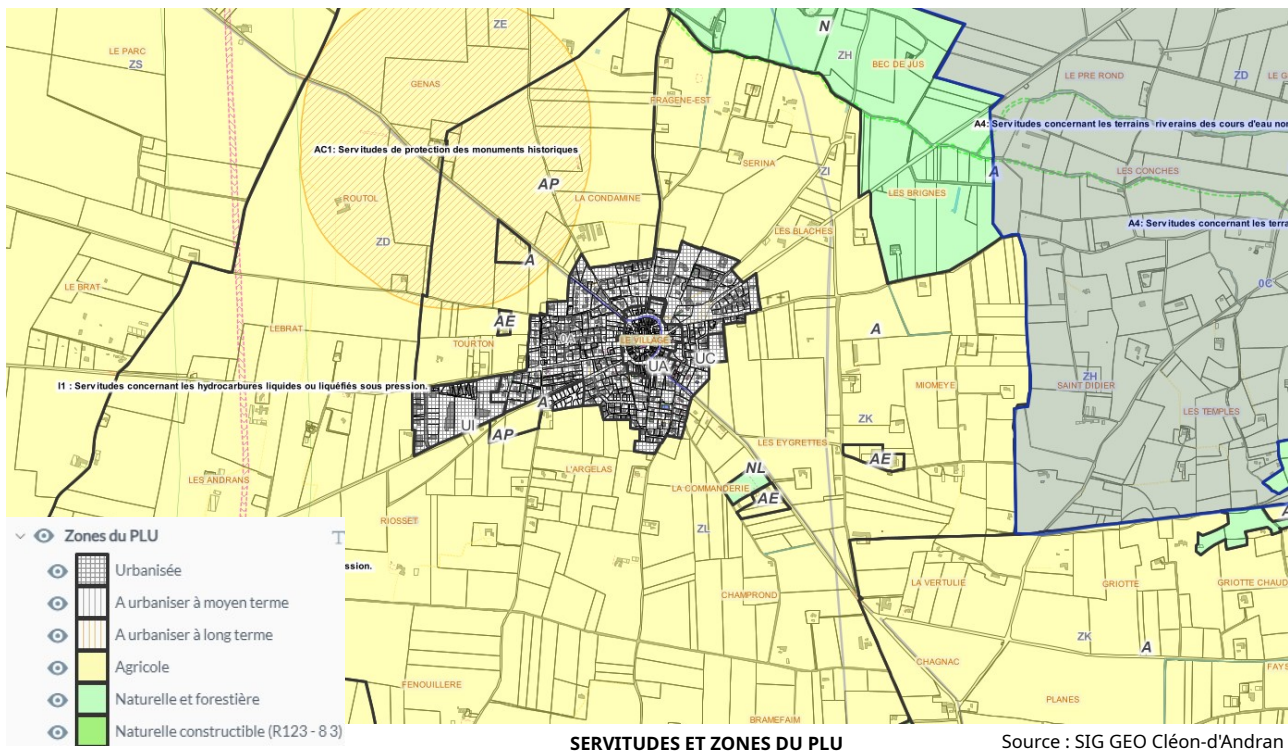 ZE
N
LE PARC
ZS
ZH
BEC DE JUS
LE PRE ROND
ZD
GENAS
FRAGENE-EST
A4: Servitudes concernant les terrains riverains des cours d'eau nor
AC1: Servitudes de protection des monuments historiques
SERINA
ZI
LES CONCHES
A
AP
LES BRIGNES
ROUTOL
LA CONDAMINE
A4: Servitudes concernant les terra
LES BLACHES
ZD
A
LE BRAT
0C
AE
A
LEBRAT
TOURTON
LE VILLAGE
UC
UA
ZH
I1 : Servitudes concernant les hydrocarbures liquides ou liquéfiés sous pression.
MIOMEYE
SAINT DIDIER
A
LES TEMPLES
UI
ZK
AP
LES EYGRETTES
AE
L'ARGELAS
NL
LES ANDRANS
LA COMMANDERIE
AE
RIOSSET
ZL
Zones du PLU
T
ssion.
Urbanisée
LA VERTULIE
GRIOTTE
GRIOTTE CHAUD
A urbaniser à moyen terme
CHAMPROND
A urbaniser à long terme
ZK
A
Agricole
CHAGNAC
FAYS
FENOUILLERE
Naturelle et forestière
PLANES
BRAMEFAIM
Naturelle constructible (R123 - 8 3)
SERVITUDES ET ZONES DU PLU
Source : SIG GEO Cléon-d'Andran